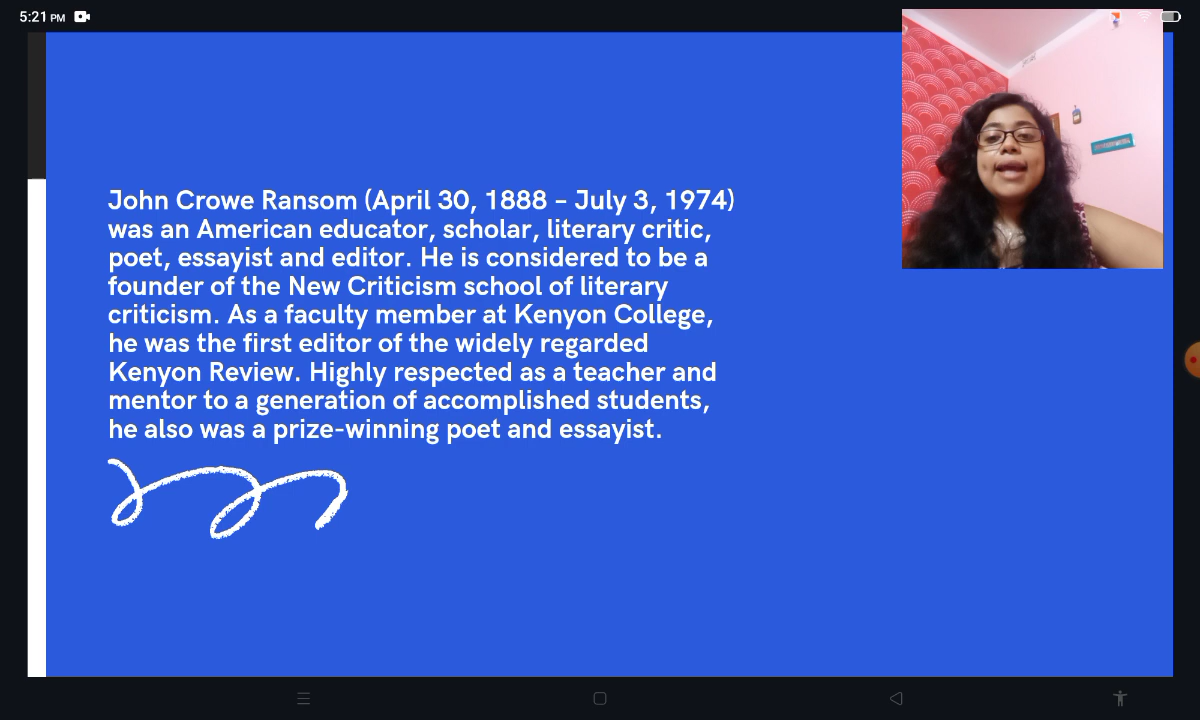 5:21 PM
John Crowe Ransom (April 30, 1888 – July 3, 1974)
was an American educator, scholar, literary critic,
poet, essayist and editor. He is considered to be a
founder of the New Criticism school of literary
criticism. As a faculty member at Kenyon College,
he was the first editor of the widely regarded
Kenyon Review. Highly respected as a teacher and
mentor to a generation of accomplished students,
he also was a prize-winning poet and essayist.